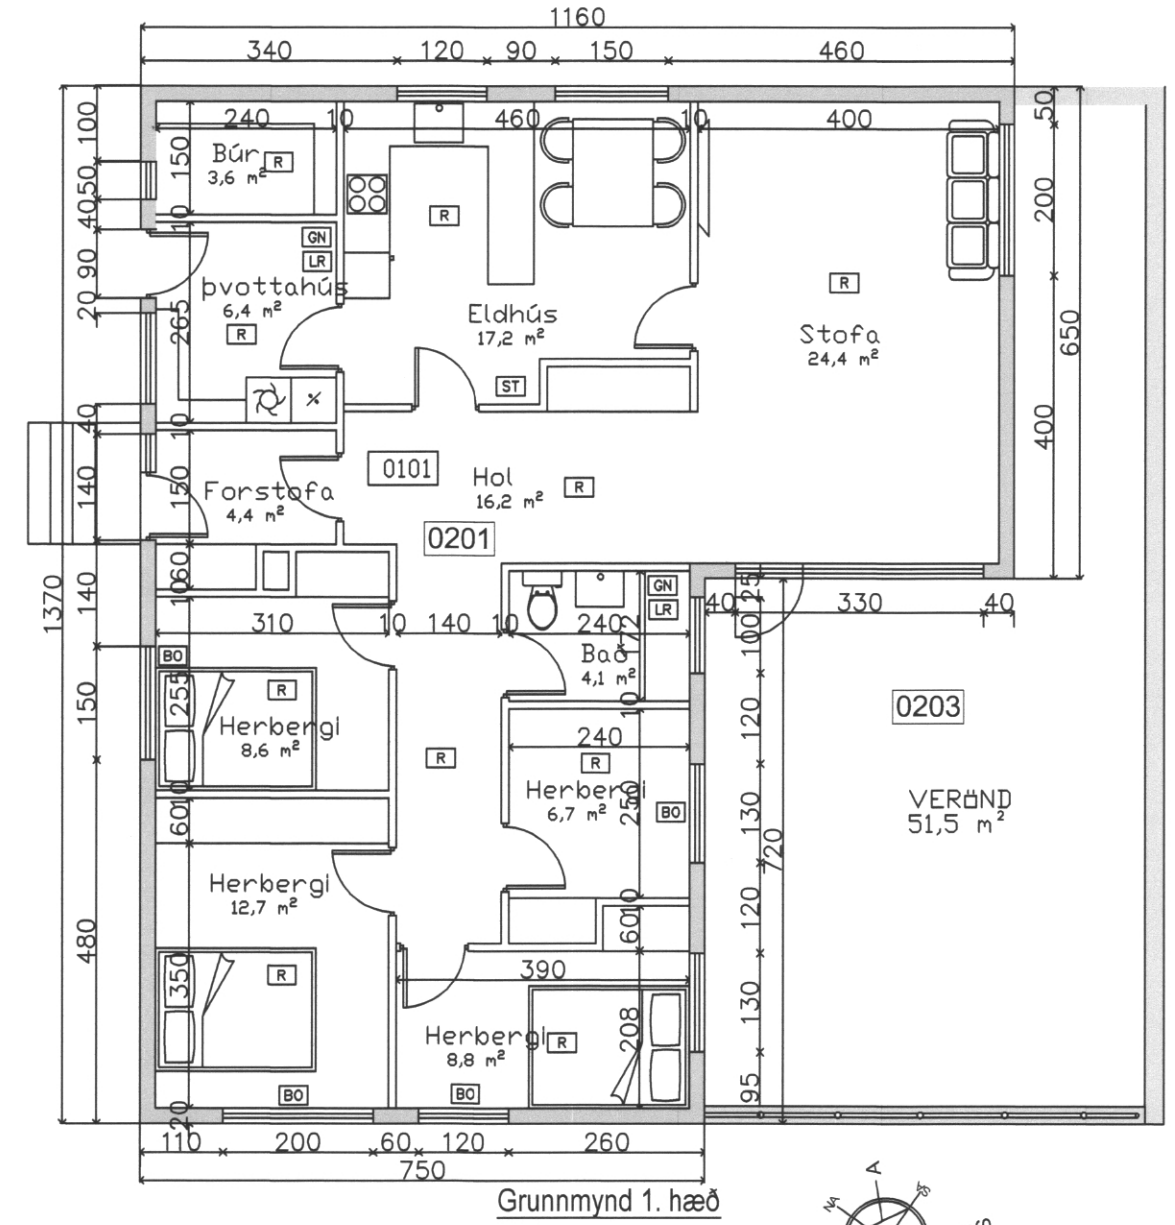 1160
340 120 90 150 460
240 10 460 10 400
100
50
40
90
20
40
140
140
150
480
1370
150
10
265
10
150
60
10
255
10
60
350
20
50
200
400
650
Búr R
3,6 m²
GN
LR
þvottahús
6,4 m²
R
R
Eldhús
17,2 m²
ST
R
Stofa
24,4 m²
0101
Hol
16,2 m²
R
Forstofa
4,4 m²
0201
310 10 140 10 240
172
GN
LR
Bað
4,1 m²
10
40 330 40
25
100
120
130
120
130
95
720
BO
R
Herbergi
8,6 m²
R
240
R
Herbergi
6,7 m²
250
BO
10
60
0203
VERÖND
51,5 m²
Herbergi
12,7 m²
R
BO
390
208
Herbergi R
8,8 m²
BO
110 200 60 120 260
750
Grunnmynd 1. hæð
A
NA